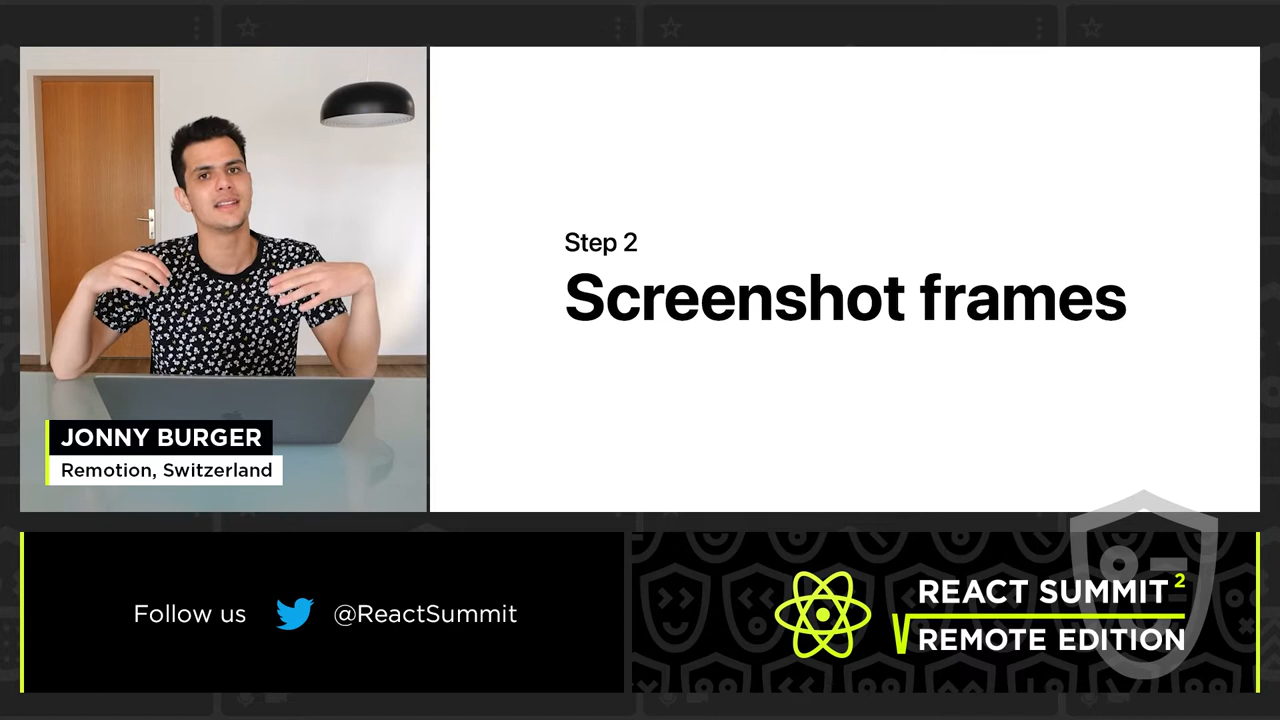 Step 2
Screenshot frames
JONNY BURGER
Remotion, Switzerland
Follow us
@ReactSummit
REACT SUMMIT 2
REMOTE EDITION